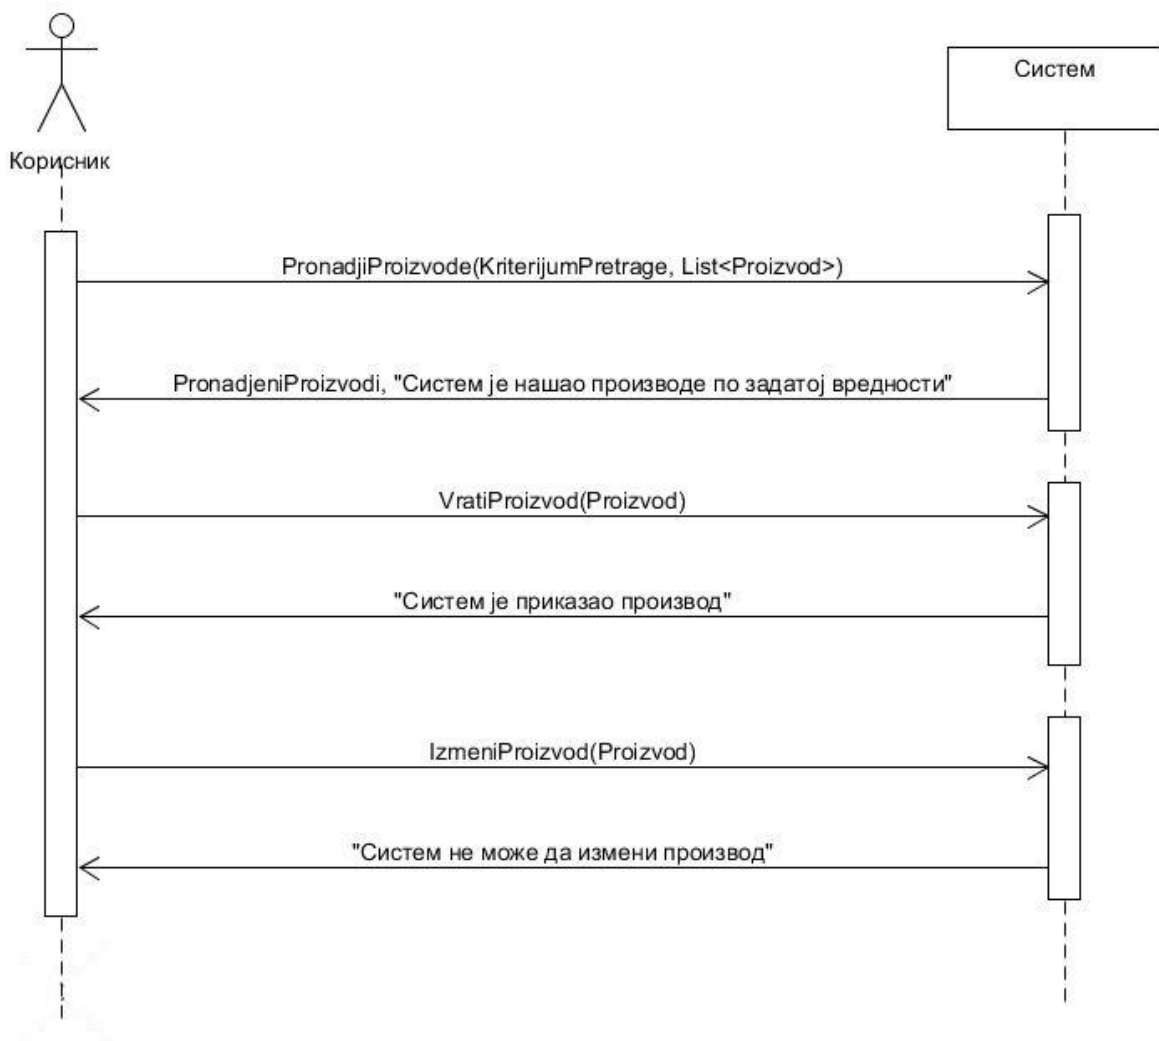 Систем
Корисник
PronadjiProizvode(KriterijumPretrage, List<Proizvod>)
PronadjeniProizvodi, "Систем је нашао производе по задатој вредности"
VratiProizvod(Proizvod)
"Систем је приказао производ"
IzmeniProizvod(Proizvod)
"Систем не може да измени производ"